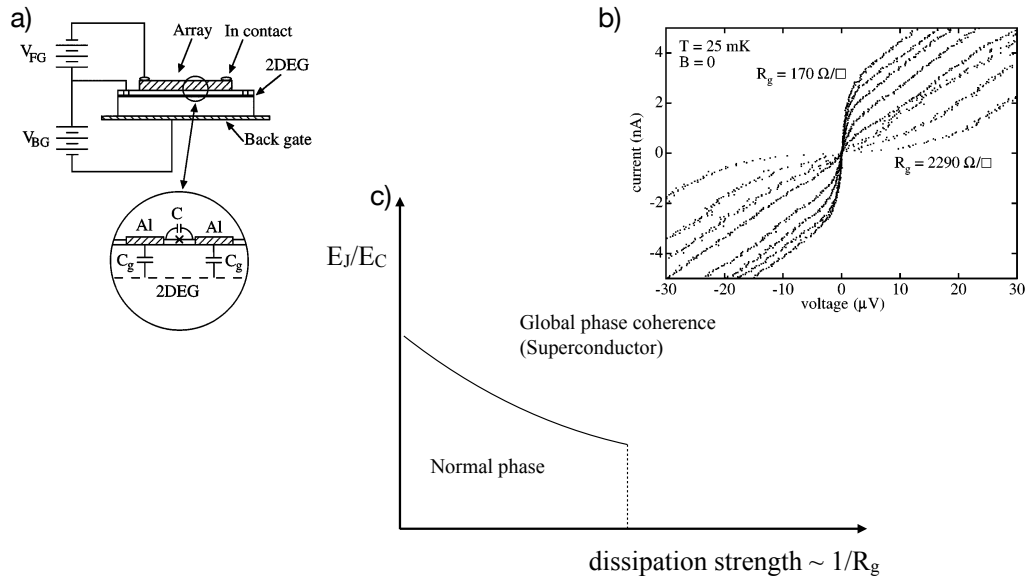 a)
V_FG
Array
In contact
2DEG
V_BG
Back gate
C
Al
Al
C_g
C_g
2DEG
b)
T = 25 mK
B = 0
R_g = 170 Ω/□
R_g = 2290 Ω/□
current (nA)
4
2
0
-2
-4
-30
-20
-10
0
10
20
30
voltage (μV)
c)
E_J/E_C
Global phase coherence
(Superconductor)
Normal phase
dissipation strength ~ 1/R_g